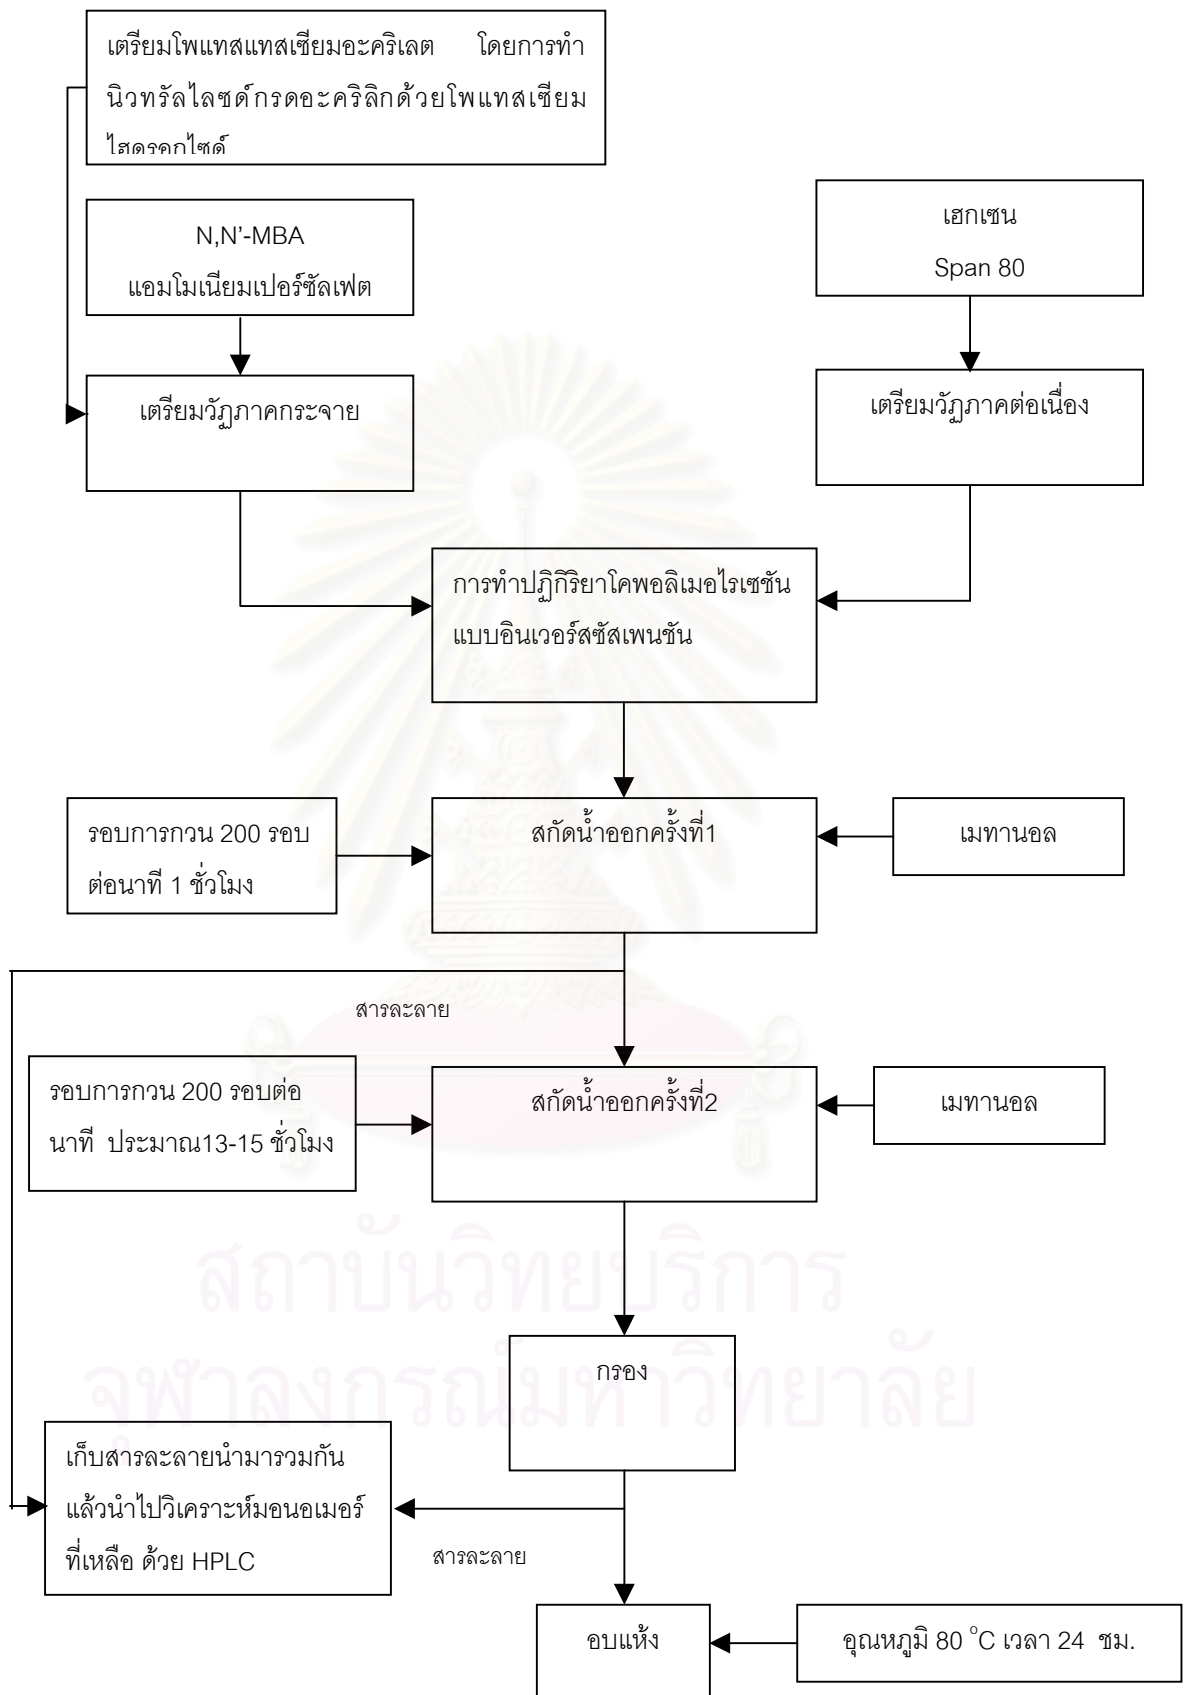 เตรียมโพแทสแทสเซียมอะคริเลต โดยการทำ
นิวทรัลไลซด์กรดอะคริลิกด้วยโพแทสเซียม
ไฮดรอกไซด์
N,N'-MBA
แอมโมเนียมเปอร์ซัลเฟต
เฮกเซน
Span 80
เตรียมวัฏภาคกระจาย
เตรียมวัฏภาคต่อเนื่อง
การทำปฏิกิริยาโคพอลิเมอไรเซชัน
แบบอินเวอร์สซัสเพนชัน
รอบการกวน 200 รอบ
ต่อนาที 1 ชั่วโมง
สกัดน้ำออกครั้งที่1
เมทานอล
สารละลาย
รอบการกวน 200 รอบต่อ
นาที ประมาณ13-15 ชั่วโมง
สกัดน้ำออกครั้งที่2
เมทานอล
สถาบันวิทยบริการ
จุฬาลงกรณ์มหาวิทยาลัย
กรอง
เก็บสารละลายนำมารวมกัน
แล้วนำไปวิเคราะห์มอนอเมอร์
ที่เหลือ ด้วย HPLC
สารละลาย
อบแห้ง
อุณหภูมิ 80 °C เวลา 24 ชม.